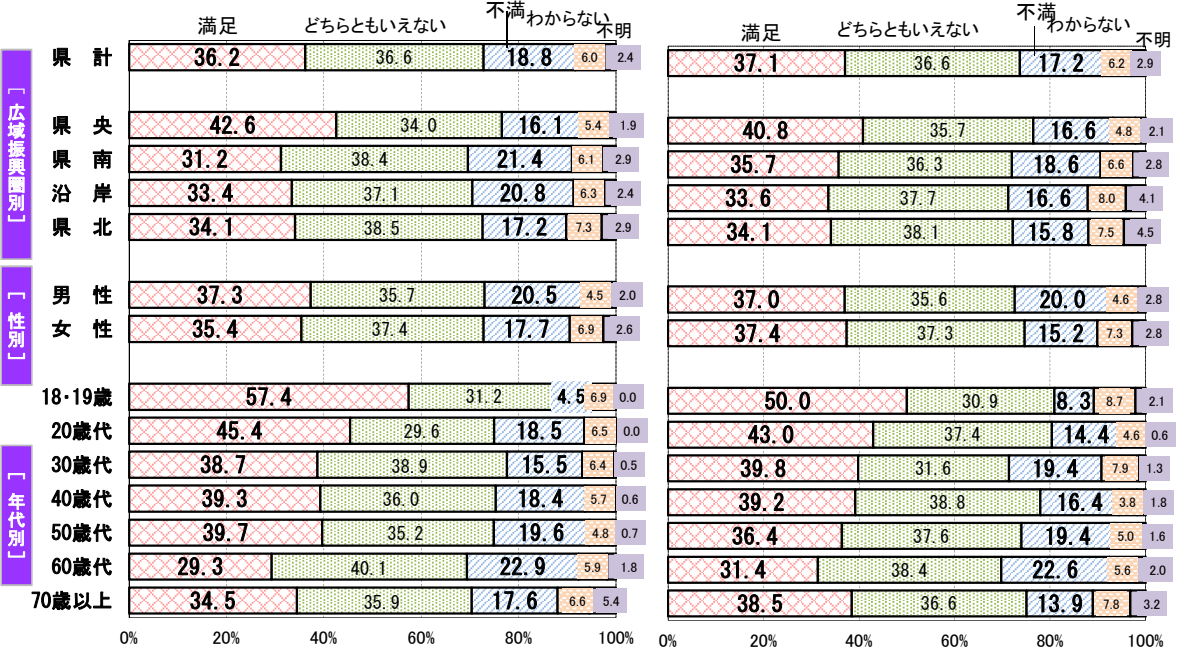 満足 どちらともいえない 不満 わからない 不明
満足 どちらともいえない 不満 わからない 不明
県 計 36.2 36.6 18.8 6.0 2.4 37.1 36.6 17.2 6.2 2.9
[広域振興圏別]
県 央 42.6 34.0 16.1 5.4 1.9 40.8 35.7 16.6 4.8 2.1
県 南 31.2 38.4 21.4 6.1 2.9 35.7 36.3 18.6 6.6 2.8
沿 岸 33.4 37.1 20.8 6.3 2.4 33.6 37.7 16.6 8.0 4.1
県 北 34.1 38.5 17.2 7.3 2.9 34.1 38.1 15.8 7.5 4.5
[性別]
男 性 37.3 35.7 20.5 4.5 2.0 37.0 35.6 20.0 4.6 2.8
女 性 35.4 37.4 17.7 6.9 2.6 37.4 37.3 15.2 7.3 2.8
[年代別]
18・19歳 57.4 31.2 4.5 6.9 0.0 50.0 30.9 8.3 8.7 2.1
20歳代 45.4 29.6 18.5 6.5 0.0 43.0 37.4 14.4 4.6 0.6
30歳代 38.7 38.9 15.5 6.4 0.5 39.8 31.6 19.4 7.9 1.3
40歳代 39.3 36.0 18.4 5.7 0.6 39.2 38.8 16.4 3.8 1.8
50歳代 39.7 35.2 19.6 4.8 0.7 36.4 37.6 19.4 5.0 1.6
60歳代 29.3 40.1 22.9 5.9 1.8 31.4 38.4 22.6 5.6 2.0
70歳以上 34.5 35.9 17.6 6.6 5.4 38.5 36.6 13.9 7.8 3.2
0% 20% 40% 60% 80% 100%
0% 20% 40% 60% 80% 100%